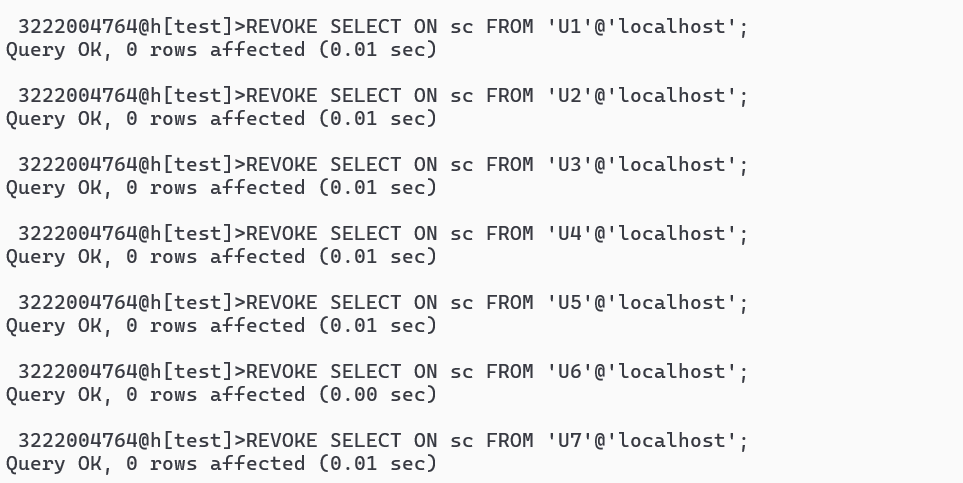 3222004764@h[test]>REVOKE SELECT ON sc FROM 'U1'@'localhost';
Query OK, 0 rows affected (0.01 sec)
3222004764@h[test]>REVOKE SELECT ON sc FROM 'U2'@'localhost';
Query OK, 0 rows affected (0.01 sec)
3222004764@h[test]>REVOKE SELECT ON sc FROM 'U3'@'localhost';
Query OK, 0 rows affected (0.01 sec)
3222004764@h[test]>REVOKE SELECT ON sc FROM 'U4'@'localhost';
Query OK, 0 rows affected (0.01 sec)
3222004764@h[test]>REVOKE SELECT ON sc FROM 'U5'@'localhost';
Query OK, 0 rows affected (0.01 sec)
3222004764@h[test]>REVOKE SELECT ON sc FROM 'U6'@'localhost';
Query OK, 0 rows affected (0.00 sec)
3222004764@h[test]>REVOKE SELECT ON sc FROM 'U7'@'localhost';
Query OK, 0 rows affected (0.01 sec)